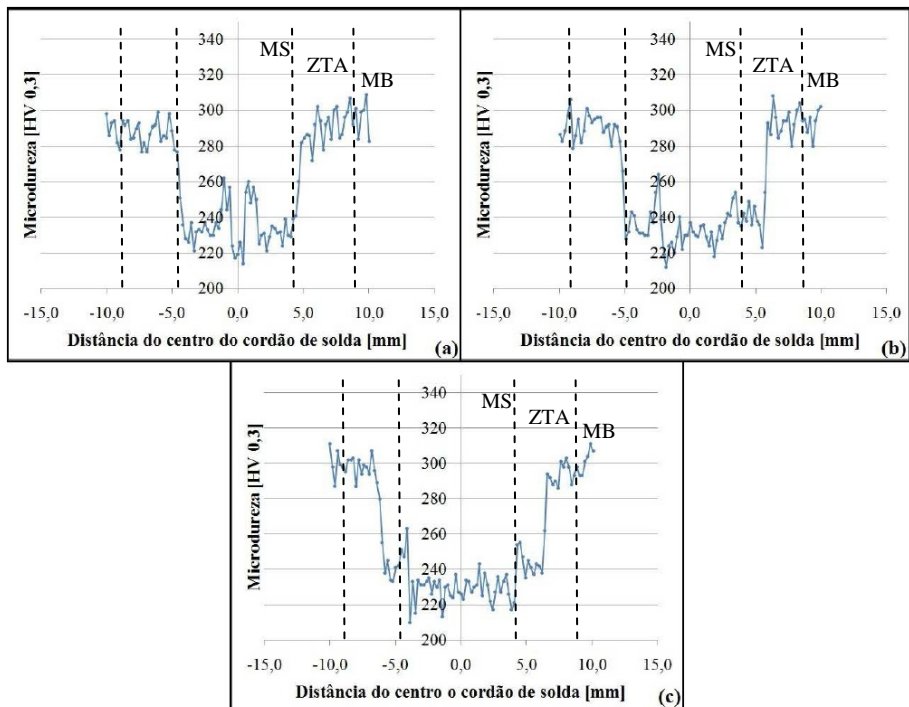 Microdureza [HV 0,3]
340
320
300
280
260
240
220
200
-15,0 -10,0 -5,0 0,0 5,0 10,0 15,0
Distância do centro do cordão de solda [mm]
MS
ZTA
MB
(a)
Microdureza [HV 0,3]
340
320
300
280
260
240
220
200
-15,0 -10,0 -5,0 0,0 5,0 10,0 15,0
Distância do centro do cordão de solda [mm]
MS
ZTA
MB
(b)
Microdureza [HV 0,3]
340
320
300
280
260
240
220
200
-15,0 -10,0 -5,0 0,0 5,0 10,0 15,0
Distância do centro o cordão de solda [mm]
MS
ZTA
MB
(c)